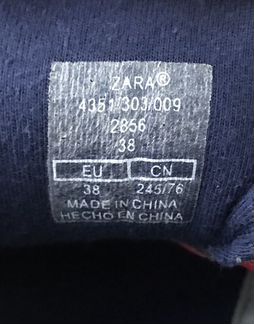 ZARA®
4351/303/009
2856
38
EU CN
38 245/76
MADE IN CHINA
HECHO EN CHINA